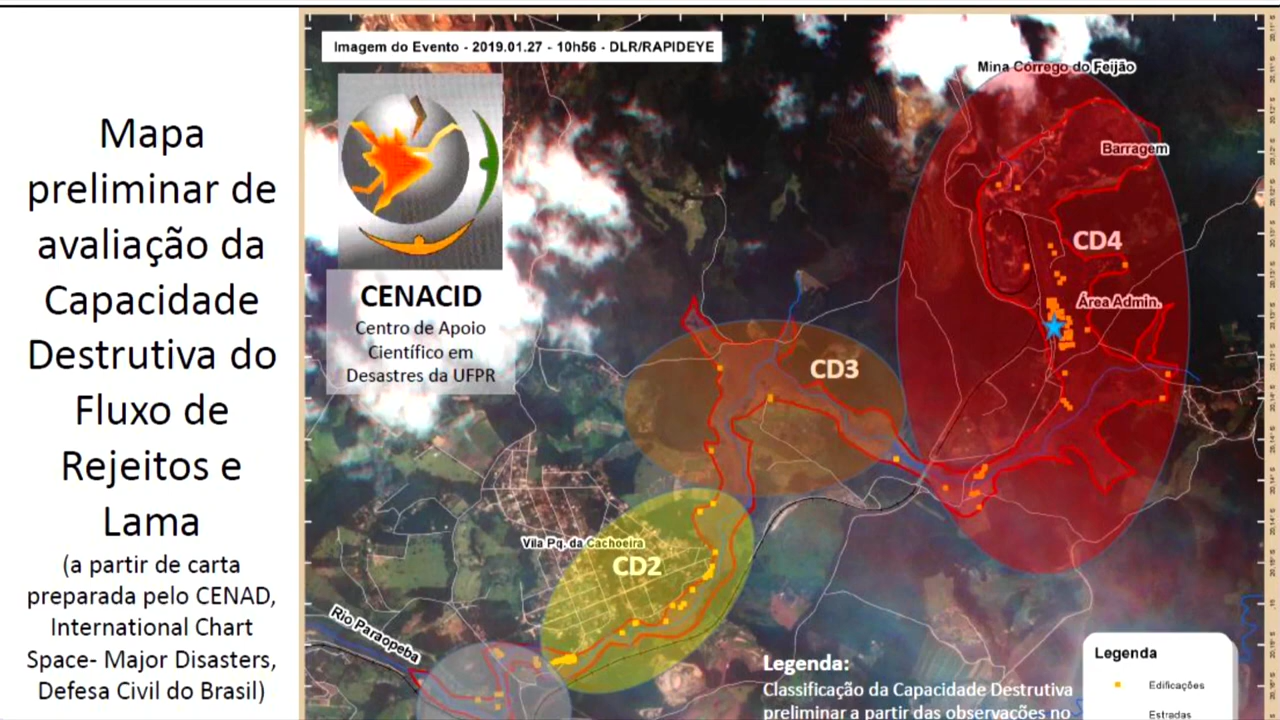 Mapa
preliminar de
avaliação da
Capacidade
Destrutiva do
Fluxo de
Rejeitos e
Lama
(a partir de carta
preparada pelo CENAD,
International Chart
Space- Major Disasters,
Defesa Civil do Brasil)
Imagem do Evento - 2019.01.27 - 10h56 - DLR/RAPIDEYE
CENACID
Centro de Apoio
Científico em
Desastres da UFPR
Mina Córrego do Feijão
Barragem
CD4
Área Admin.
CD3
Vila Pq. da Cachoeira
CD2
Rio Paraopeba
Legenda:
Classificação da Capacidade Destrutiva
preliminar a partir das observações no
Legenda
Edificações
Estradas